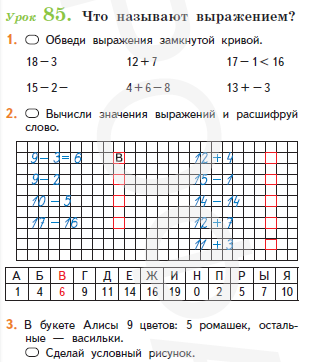 Урок 85. Что называют выражением?
1. Обведи выражения замкнутой кривой.
18 – 3 12 + 7 17 – 1 < 16
15 – 2 – 4 + 6 – 8 13 + – 3
2. Вычисли значения выражений и расшифруй
слово.
9 – 3 = 6 В 12 + 4
9 – 2 15 – 1
10 – 5 14 – 14
17 – 16 12 + 7
11 + 3
А Б В Г Д Е Ж И Н П Р Ы Я
1 4 6 9 11 14 16 19 0 2 5 7 10
3. В букете Алисы 9 цветов: 5 ромашек, осталь-
ные — васильки.
Сделай условный рисунок.